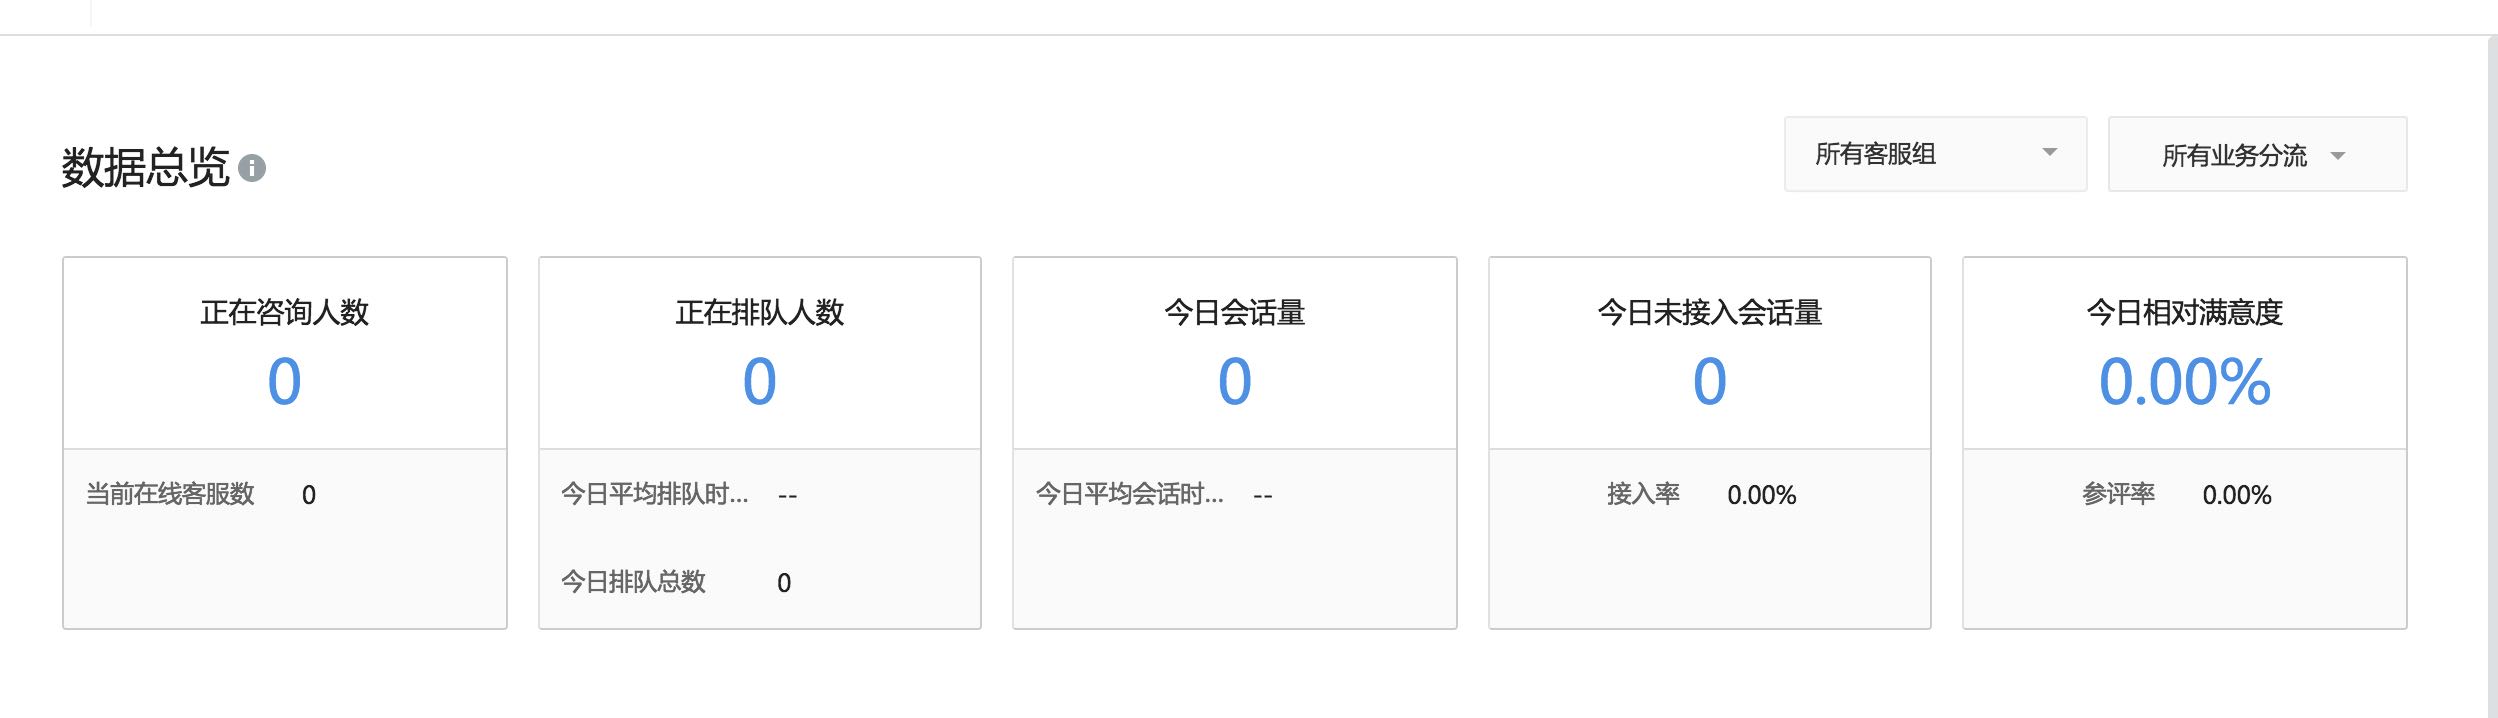 数据总览
所有客服组
所有业务分流
正在咨询人数
0
当前在线客服数 0
正在排队人数
0
今日平均排队时... --
今日排队人总数 0
今日会话量
0
今日平均会话时... --
今日未接入会话量
0
接入率 0.00%
今日相对满意度
0.00%
参评率 0.00%